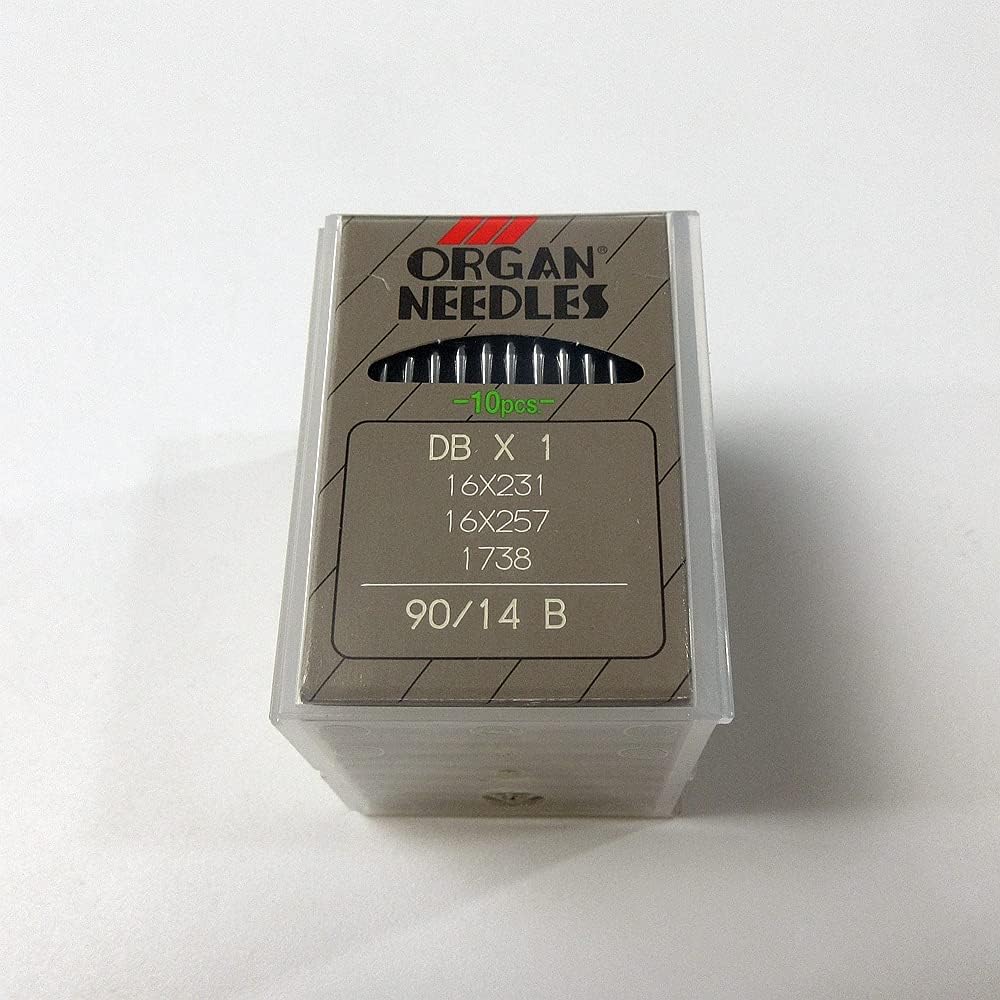 ORGAN®
NEEDLES
-10pcs-
DB X 1
16X231
16X257
1738
90/14 B